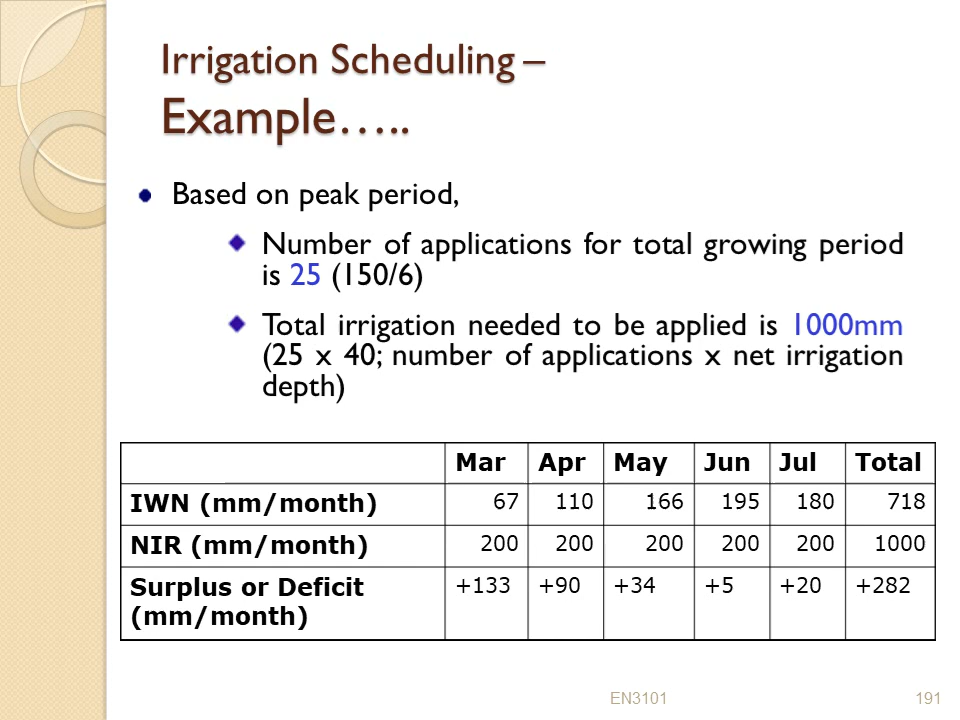 Irrigation Scheduling –
Example…..
Based on peak period,
Number of applications for total growing period
is 25 (150/6)
Total irrigation needed to be applied is 1000mm
(25 x 40; number of applications x net irrigation
depth)
Mar Apr May Jun Jul Total
IWN (mm/month) 67 110 166 195 180 718
NIR (mm/month) 200 200 200 200 200 1000
Surplus or Deficit +133 +90 +34 +5 +20 +282
(mm/month)
EN3101 191